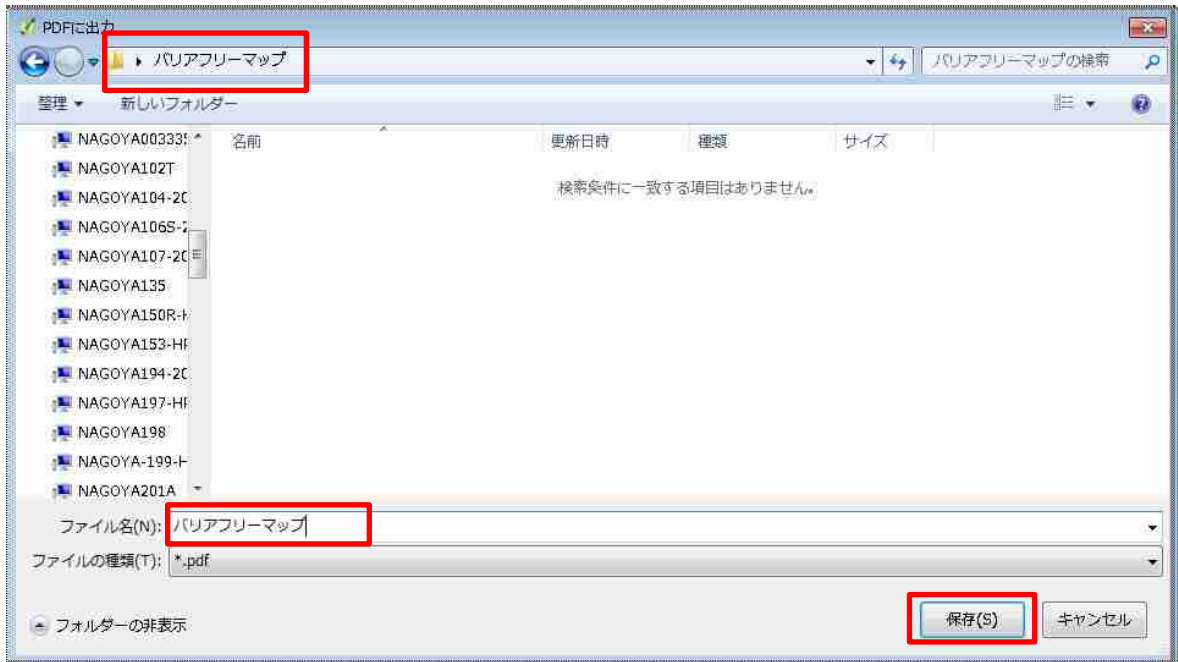 PDFに出力
バリアフリーマップ
バリアフリーマップの検索
整理 新しいフォルダー
名前 更新日時 種類 サイズ
検索条件に一致する項目はありません。
NAGOYA003335
NAGOYA102T
NAGOYA104-20
NAGOYA106S-2
NAGOYA107-20
NAGOYA135
NAGOYA150R-H
NAGOYA153-HP
NAGOYA194-20
NAGOYA197-HP
NAGOYA198
NAGOYA-199-H
NAGOYA201A
ファイル名(N): バリアフリーマップ
ファイルの種類(T): *.pdf
フォルダーの非表示 保存(S) キャンセル